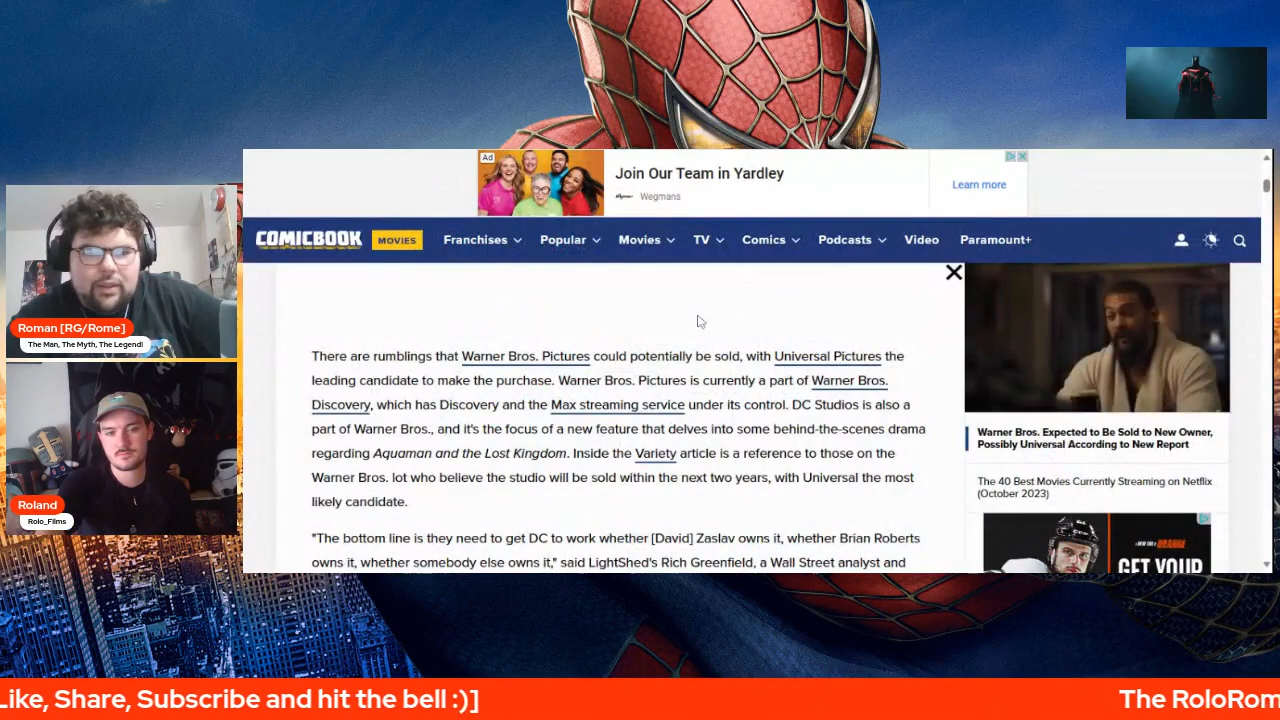 Ad
Join Our Team in Yardley
Wegmans
Learn more
COMICBOOK
MOVIES
Franchises
Popular
Movies
TV
Comics
Podcasts
Video
Paramount+
There are rumblings that Warner Bros. Pictures could potentially be sold, with Universal Pictures the
leading candidate to make the purchase. Warner Bros. Pictures is currently a part of Warner Bros.
Discovery, which has Discovery and the Max streaming service under its control. DC Studios is also a
part of Warner Bros., and it's the focus of a new feature that delves into some behind-the-scenes drama
regarding Aquaman and the Lost Kingdom. Inside the Variety article is a reference to those on the
Warner Bros. lot who believe the studio will be sold within the next two years, with Universal the most
likely candidate.
"The bottom line is they need to get DC to work whether [David] Zaslav owns it, whether Brian Roberts
owns it, whether somebody else owns it," said LightShed's Rich Greenfield, a Wall Street analyst and
Warner Bros. Expected to Be Sold to New Owner,
Possibly Universal According to New Report
The 40 Best Movies Currently Streaming on Netflix
(October 2023)
GET YOUR
Roman [RG/Rome]
The Man, The Myth, The Legend!
Roland
Rolo_Films
Like, Share, Subscribe and hit the bell :)]
The RoloRom